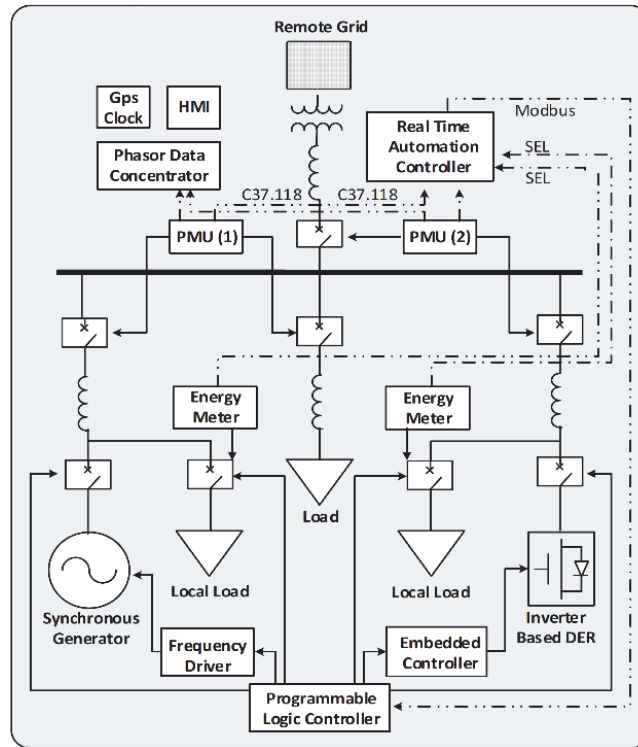 Remote Grid
Gps
Clock
HMI
Modbus
Real Time
Automation
Controller
Phasor Data
Concentrator
SEL
SEL
C37.118
C37.118
PMU (1)
PMU (2)
Energy
Meter
Energy
Meter
Load
Local Load
Local Load
Synchronous
Generator
Inverter
Based DER
Frequency
Driver
Embedded
Controller
Programmable
Logic Controller